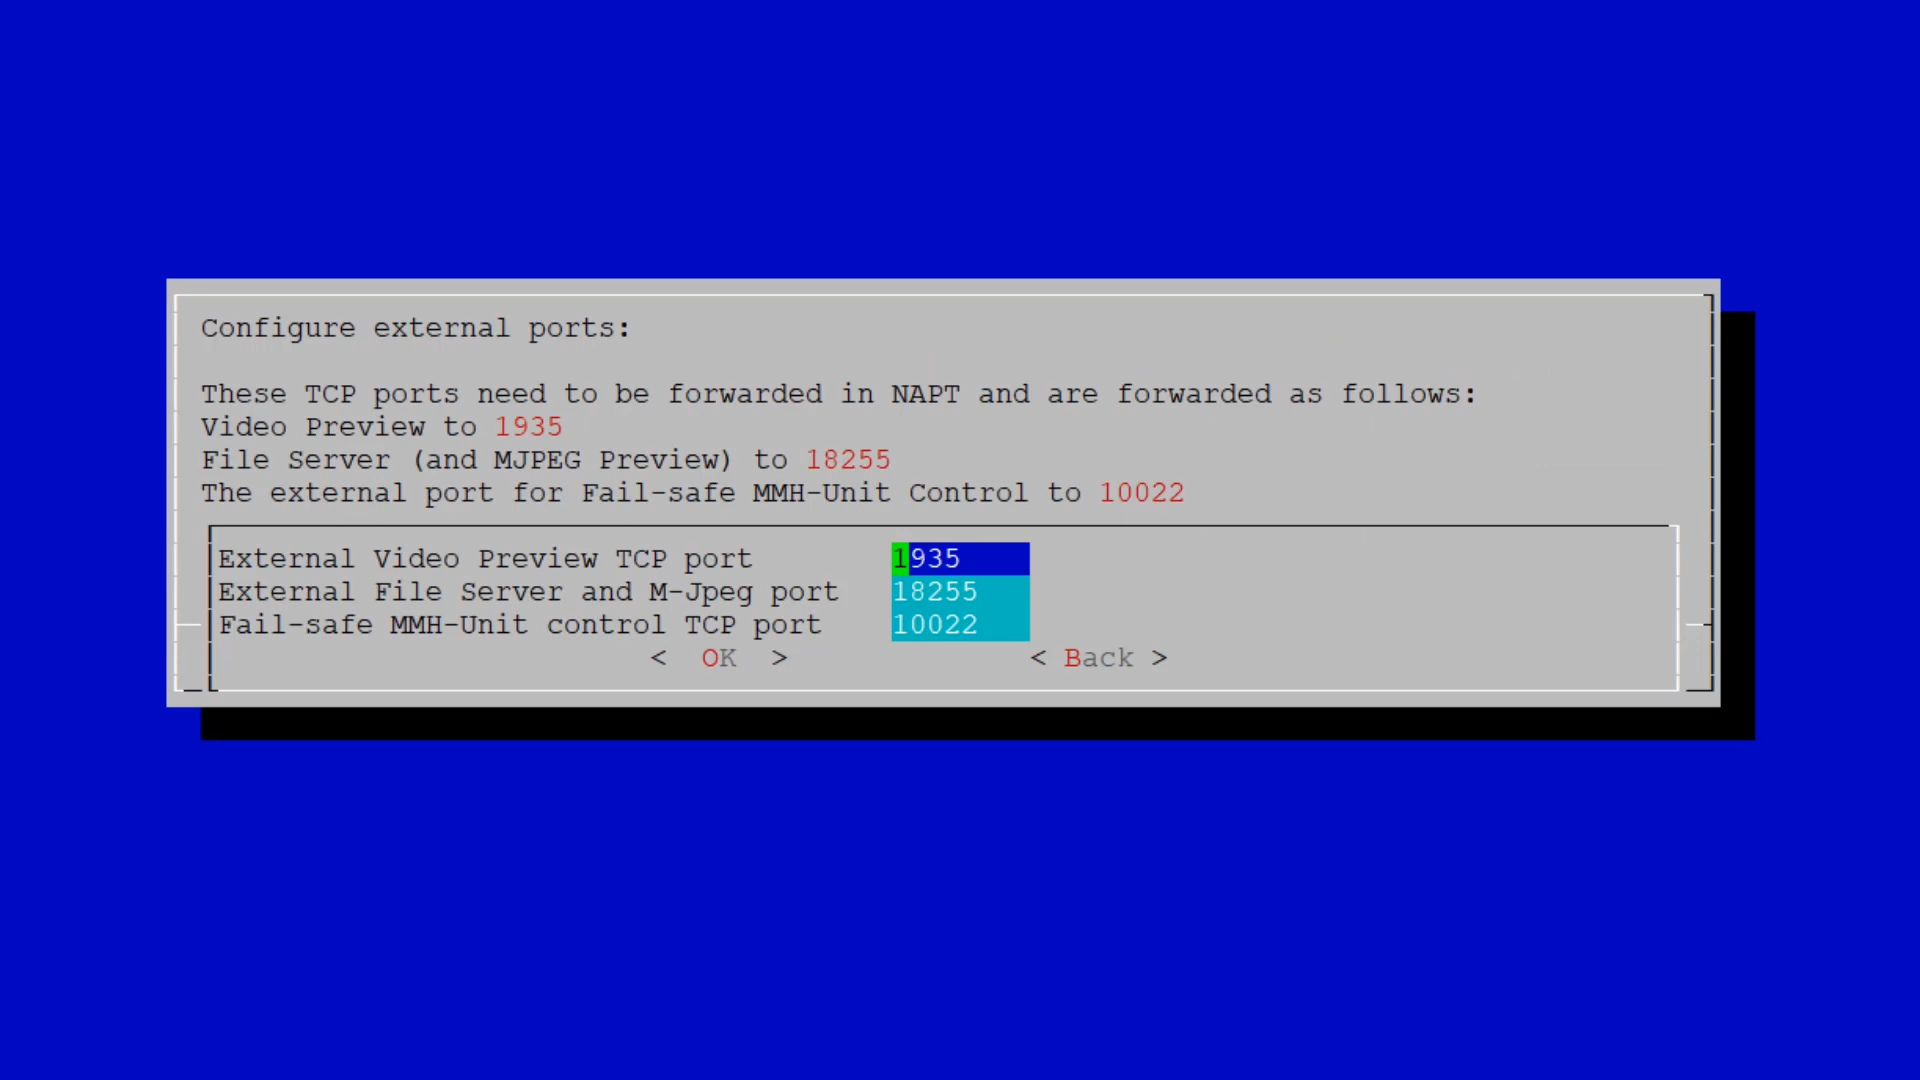 Configure external ports:
These TCP ports need to be forwarded in NAPT and are forwarded as follows:
Video Preview to 1935
File Server (and MJPEG Preview) to 18255
The external port for Fail-safe MMH-Unit Control to 10022
External Video Preview TCP port 1935
External File Server and M-Jpeg port 18255
Fail-safe MMH-Unit control TCP port 10022
< OK > < Back >